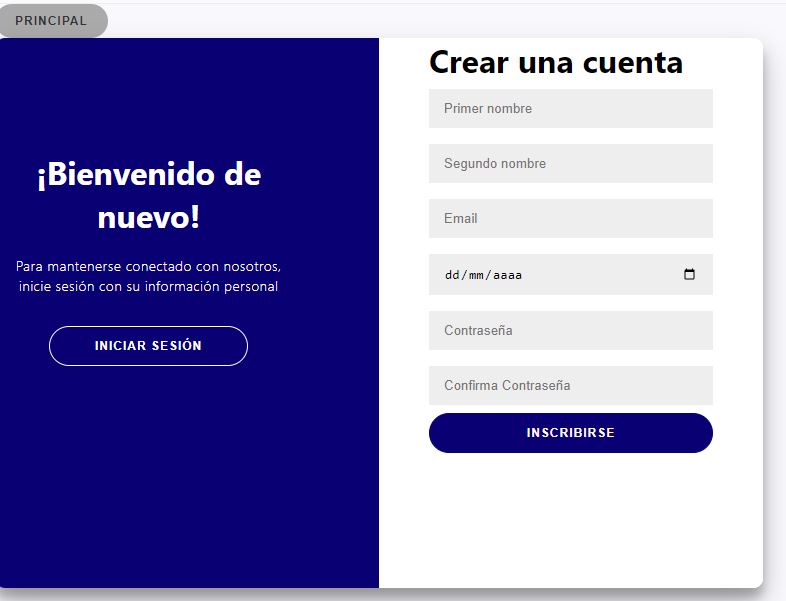 PRINCIPAL
¡Bienvenido de
nuevo!
Para mantenerse conectado con nosotros,
inicie sesión con su información personal
INICIAR SESIÓN
Crear una cuenta
Primer nombre
Segundo nombre
Email
dd/mm/aaaa
Contraseña
Confirma Contraseña
INSCRIBIRSE